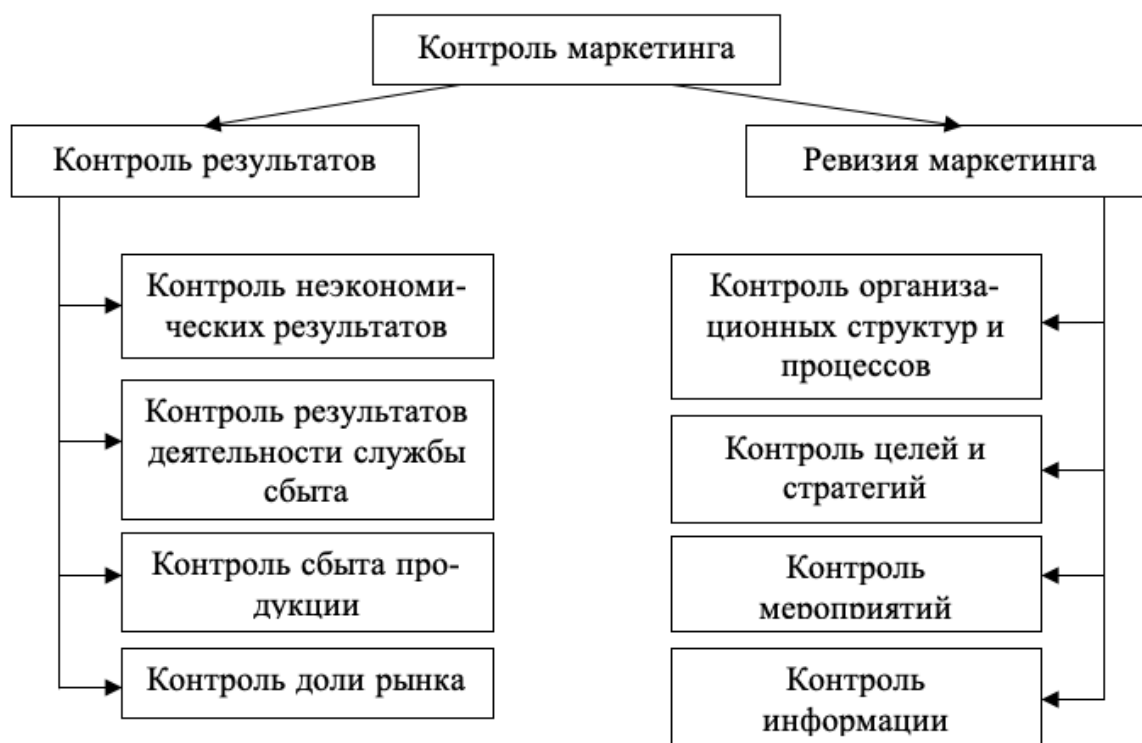 Контроль маркетинга
Контроль результатов
Ревизия маркетинга
Контроль неэкономи-
ческих результатов
Контроль результатов
деятельности службы
сбыта
Контроль сбыта про-
дукции
Контроль доли рынка
Контроль организа-
ционных структур и
процессов
Контроль целей и
стратегий
Контроль
мероприятий
Контроль
информации